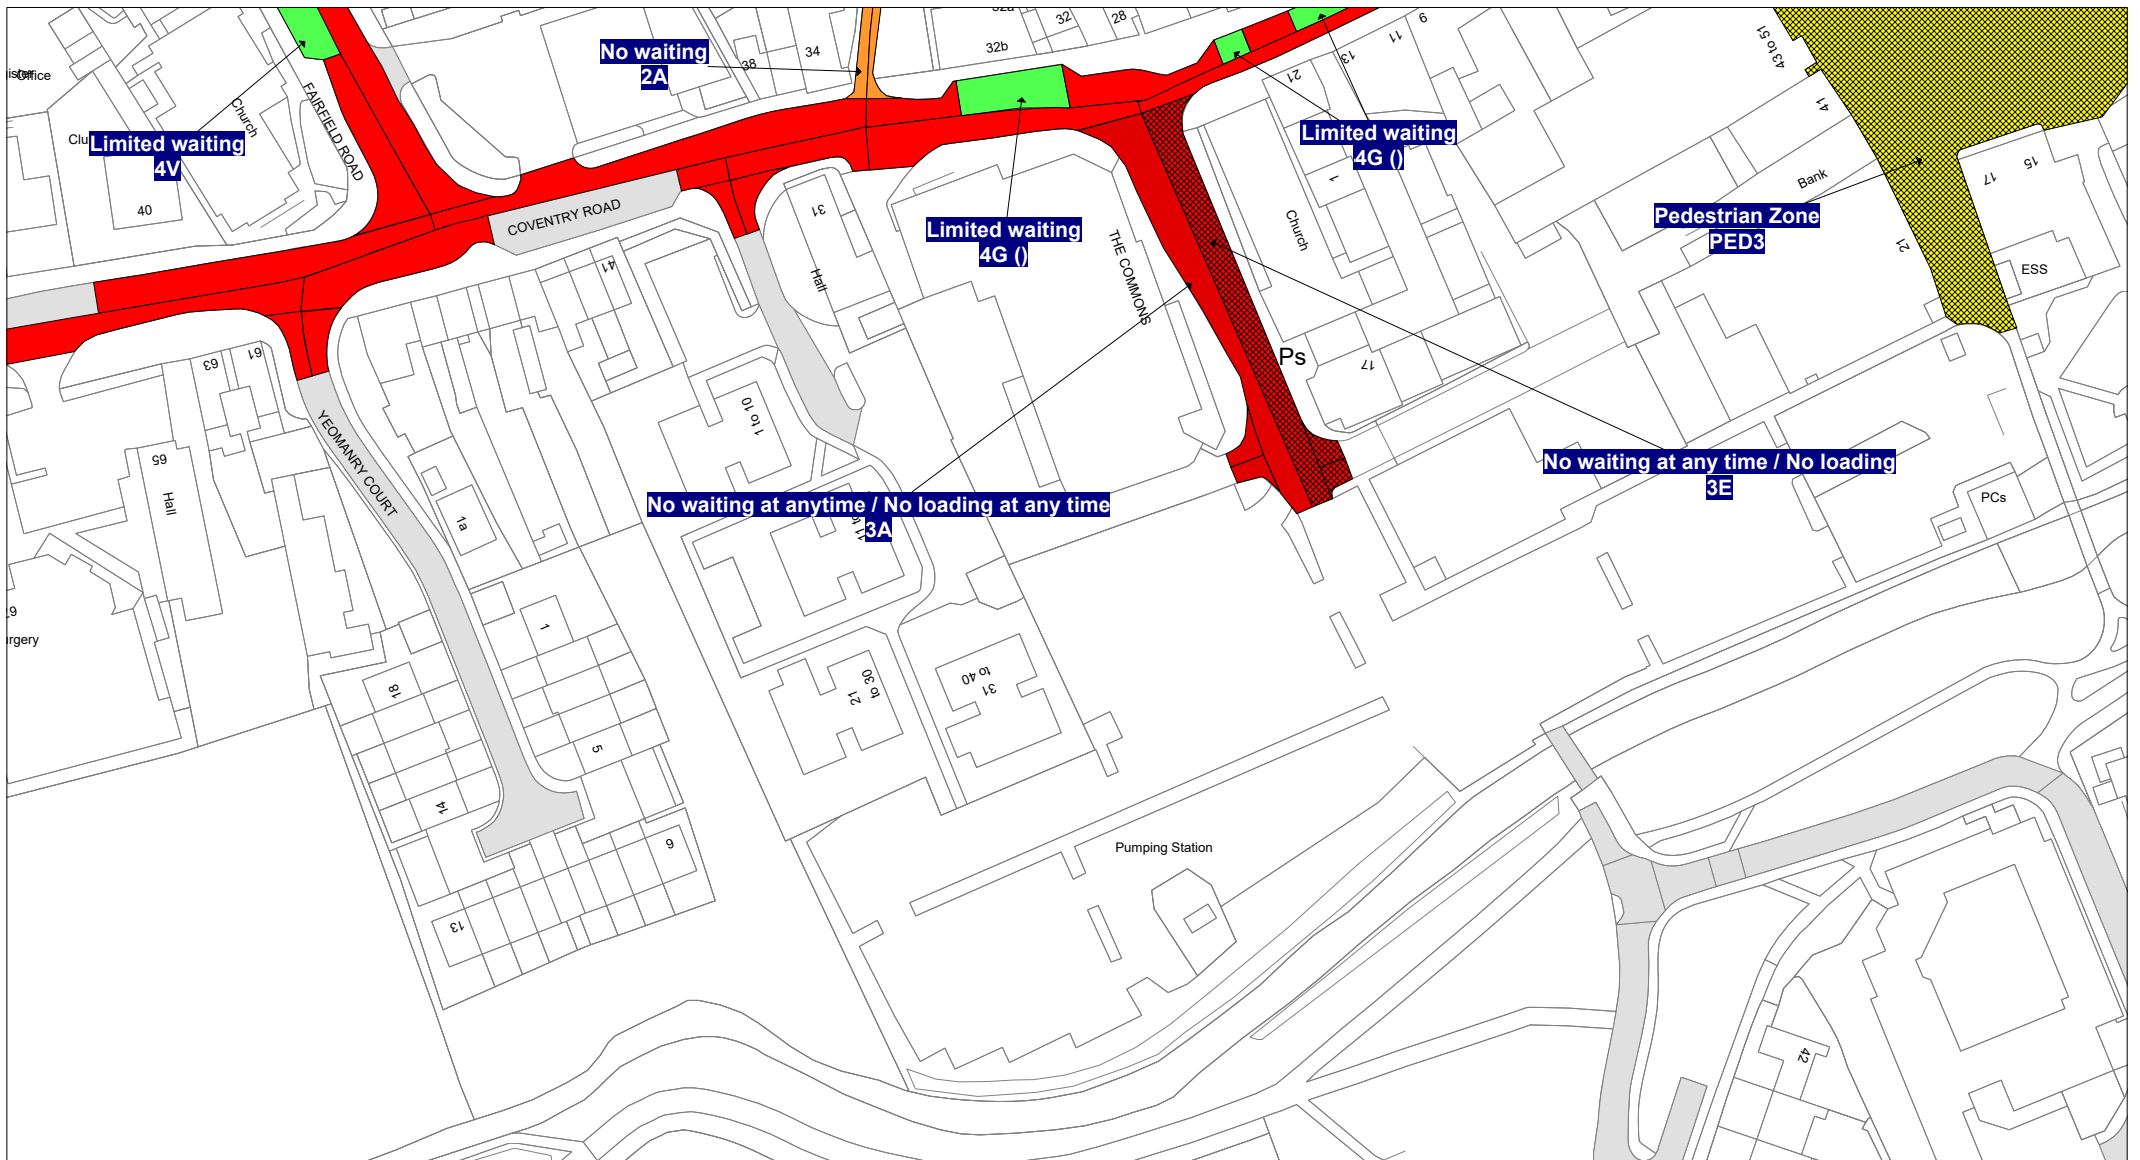 32a
32
28
6
11
13
21
43 to 51
No waiting
2A
38
34
32b
Office
Church
FAIRFIELD ROAD
Limited waiting
4V
40
Limited waiting
4G ()
41
Bank
15
17
Pedestrian Zone
PED3
21
ESS
COVENTRY ROAD
31
Hall
41
Limited waiting
4G ()
THE COMMONS
Church
1
Ps
17
63
61
YEOMANRY COURT
65
Hall
1a
1 to 10
No waiting at anytime / No loading at any time
3A
No waiting at any time / No loading
3E
PCs
1
18
5
14
13
9
21
to 30
31
to 40
Pumping Station
42